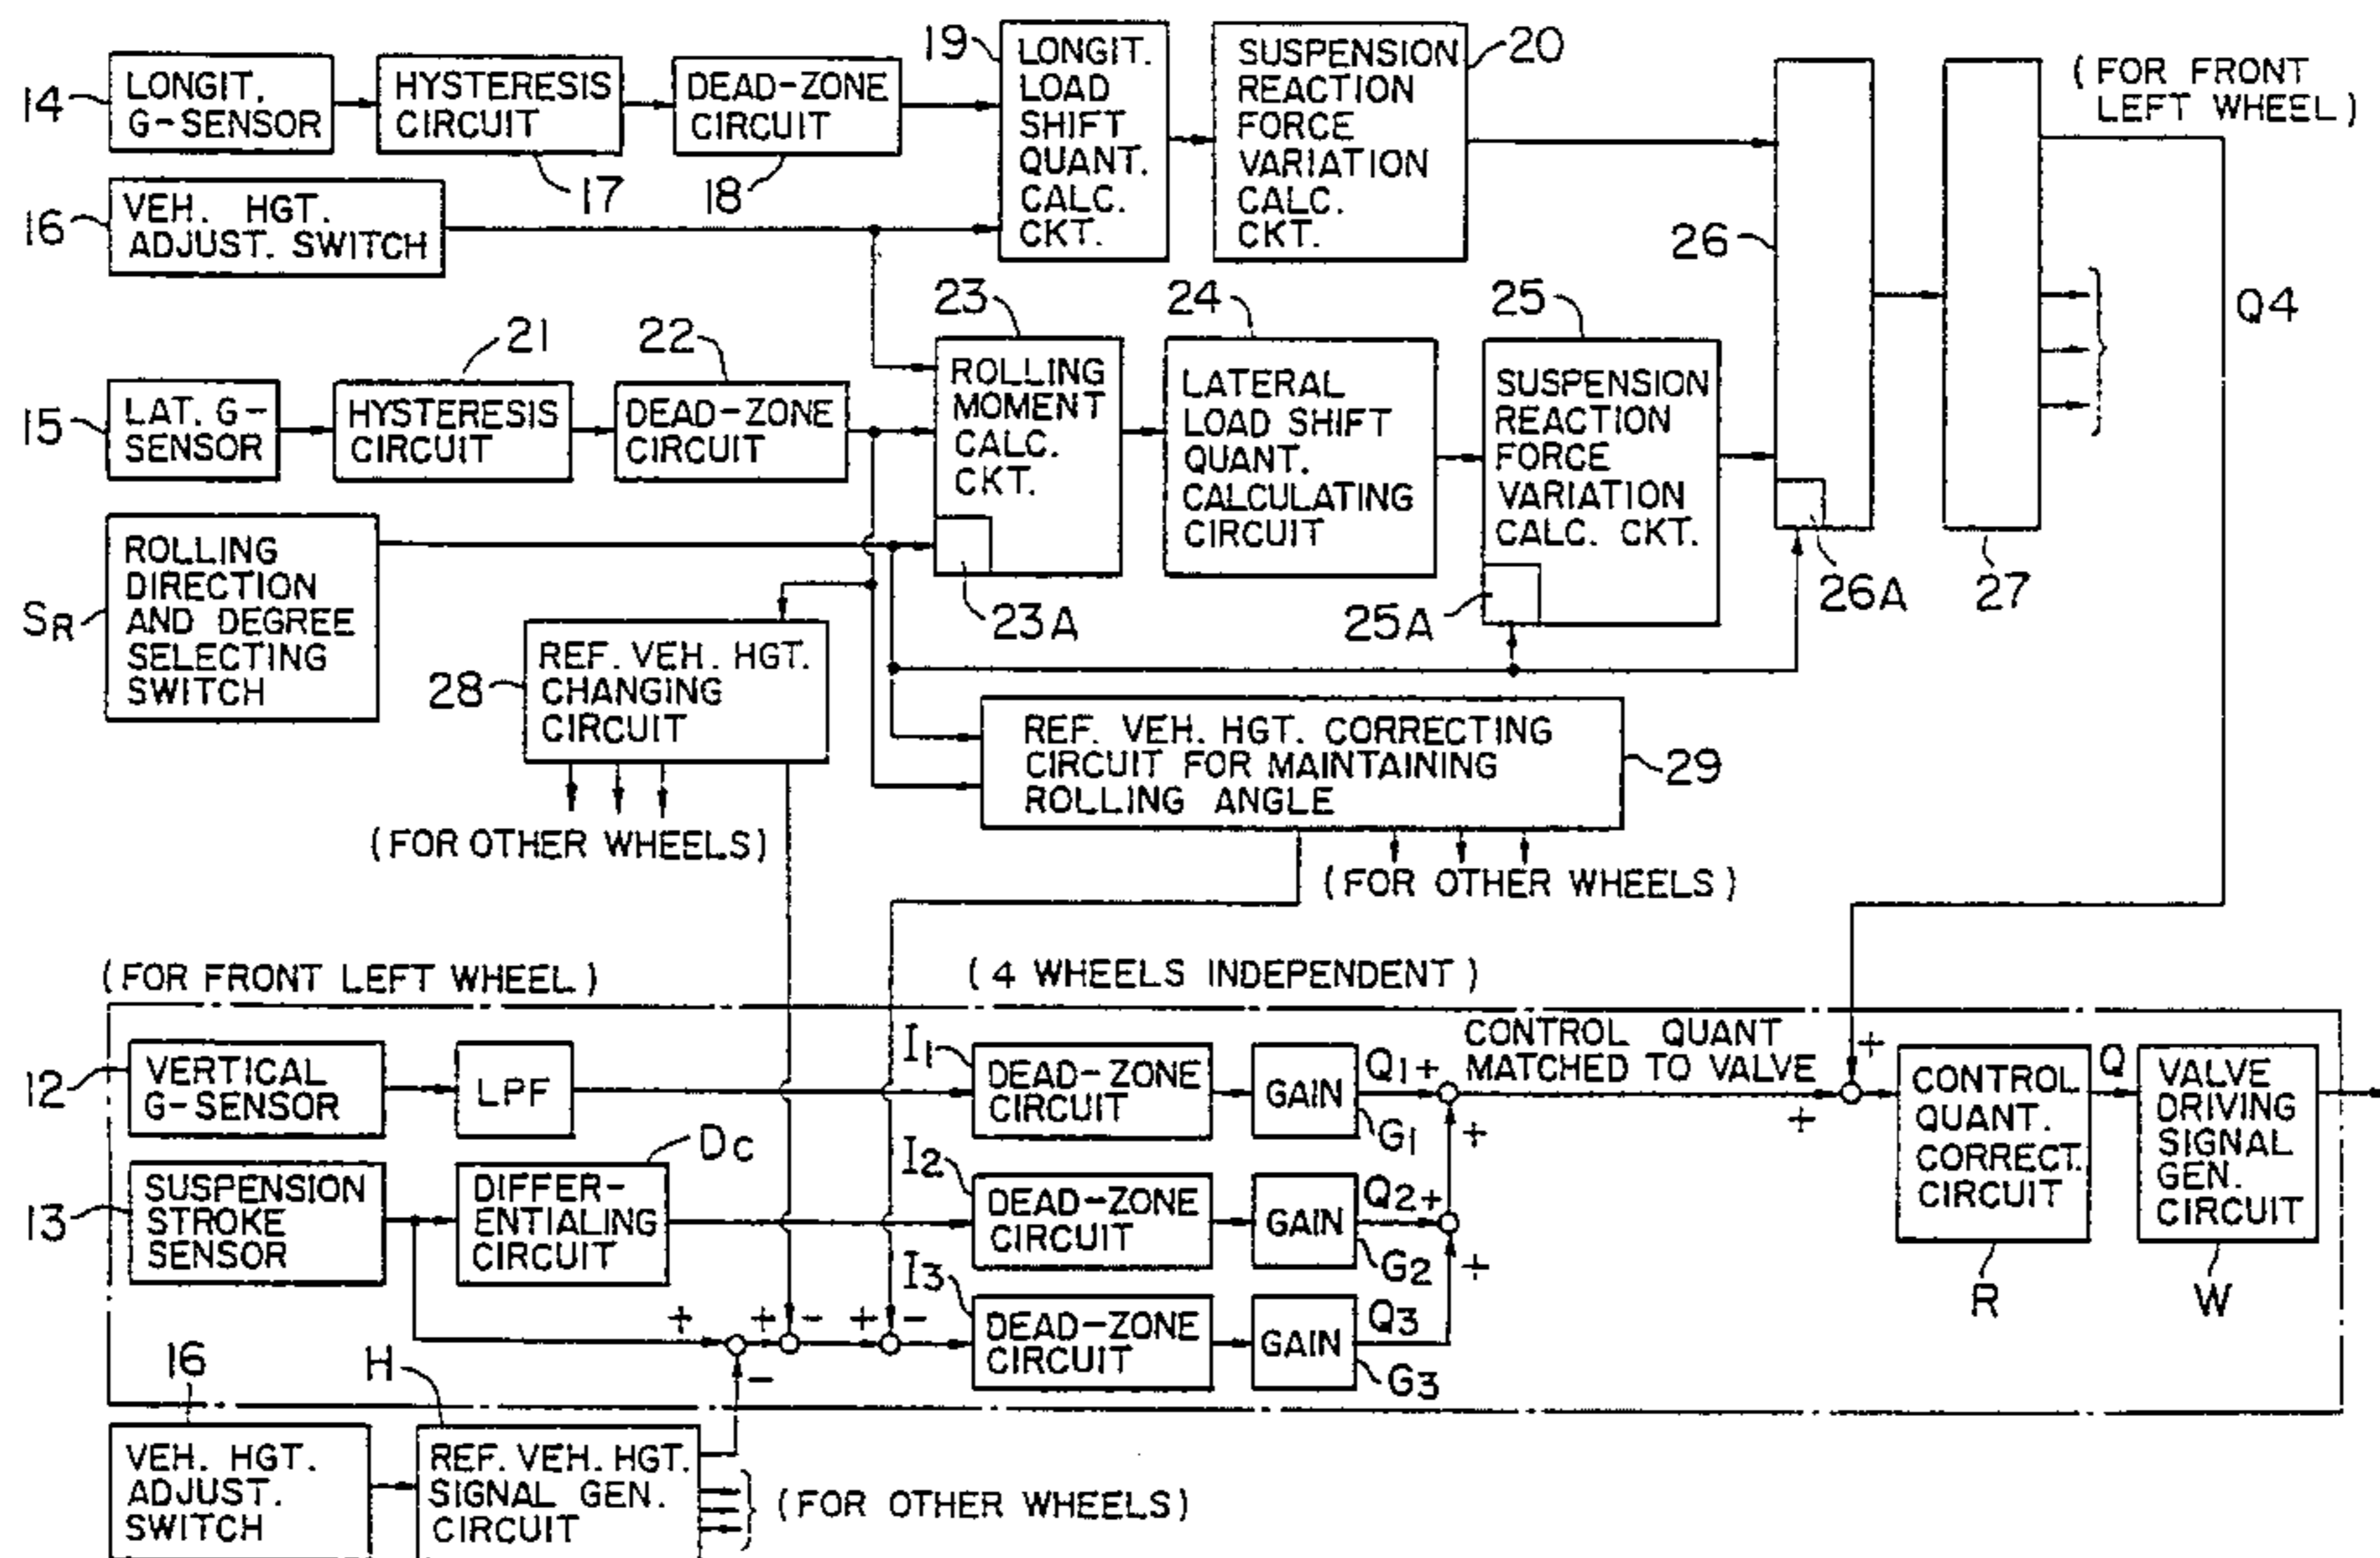 14
LONGIT.
G-SENSOR
HYSTERESIS
CIRCUIT
17
DEAD-ZONE
CIRCUIT
18
19
LONGIT.
LOAD
SHIFT
QUANT.
CALC.
CKT.
SUSPENSION
REACTION
FORCE
VARIATION
CALC.
CKT.
20
(FOR FRONT
LEFT WHEEL)
16
VEH. HGT.
ADJUST. SWITCH
26
26A
27
Q4
15
LAT. G-
SENSOR
21
HYSTERESIS
CIRCUIT
22
DEAD-ZONE
CIRCUIT
23
ROLLING
MOMENT
CALC.
CKT.
23A
24
LATERAL
LOAD SHIFT
QUANT.
CALCULATING
CIRCUIT
25
SUSPENSION
REACTION
FORCE
VARIATION
CALC. CKT.
25A
SR
ROLLING
DIRECTION
AND DEGREE
SELECTING
SWITCH
28
REF. VEH. HGT.
CHANGING
CIRCUIT
(FOR OTHER WHEELS)
REF. VEH. HGT. CORRECTING
CIRCUIT FOR MAINTAINING
ROLLING ANGLE
29
(FOR OTHER WHEELS)
(FOR FRONT LEFT WHEEL)
(4 WHEELS INDEPENDENT)
12
VERTICAL
G-SENSOR
LPF
I1
DEAD-ZONE
CIRCUIT
GAIN
G1
Q1+
+
CONTROL QUANT
MATCHED TO VALVE
+
+
CONTROL
QUANT.
CORRECT.
CIRCUIT
R
Q
VALVE
DRIVING
SIGNAL
GEN.
CIRCUIT
W
13
SUSPENSION
STROKE
SENSOR
DC
DIFFER-
ENTIALING
CIRCUIT
I2
DEAD-ZONE
CIRCUIT
GAIN
G2
Q2+
+
+ + - + -
-
I3
DEAD-ZONE
CIRCUIT
GAIN
G3
Q3
16
VEH. HGT.
ADJUST.
SWITCH
H
REF. VEH. HGT.
SIGNAL GEN.
CIRCUIT
(FOR OTHER WHEELS)